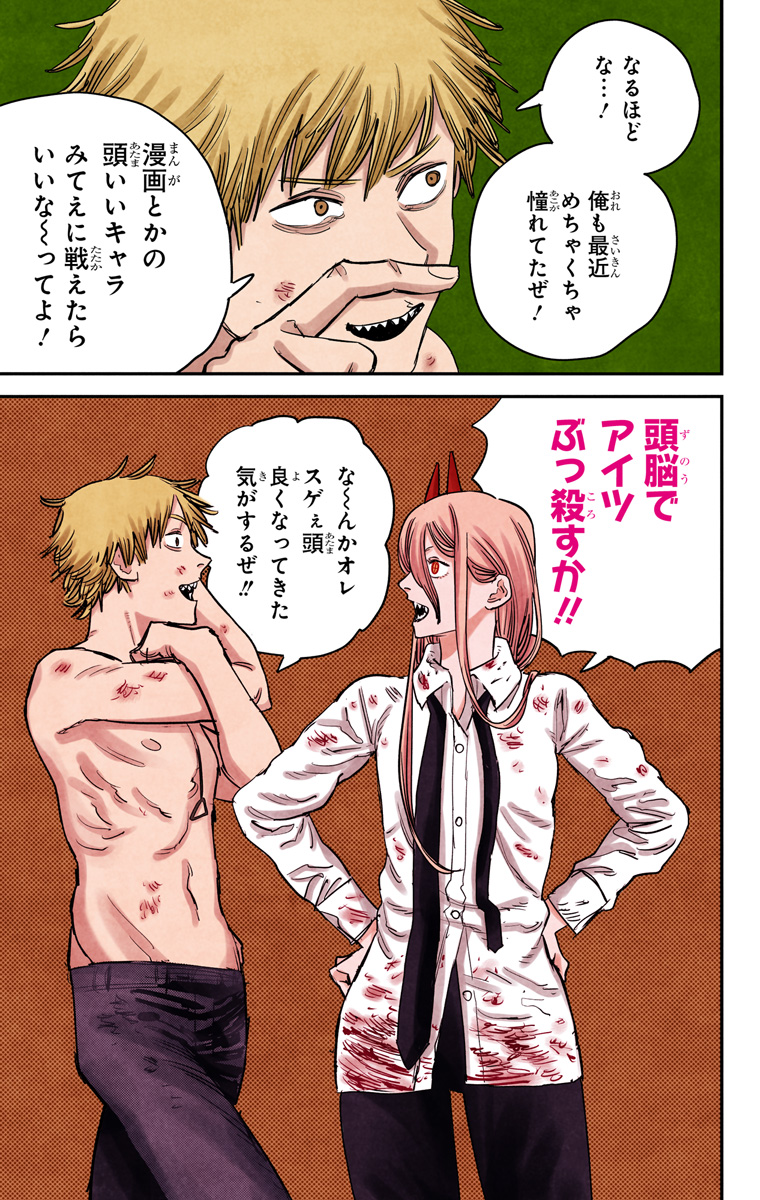 なるほど
な…！
俺も最近
めちゃくちゃ
憧れてたぜ！
漫画とかの
頭いいキャラ
みてえに戦えたら
いいな～ってよ！
頭脳で
アイツ
ぶっ殺すか!!
な～んかオレ
スゲぇ頭
良くなってきた
気がするぜ!!